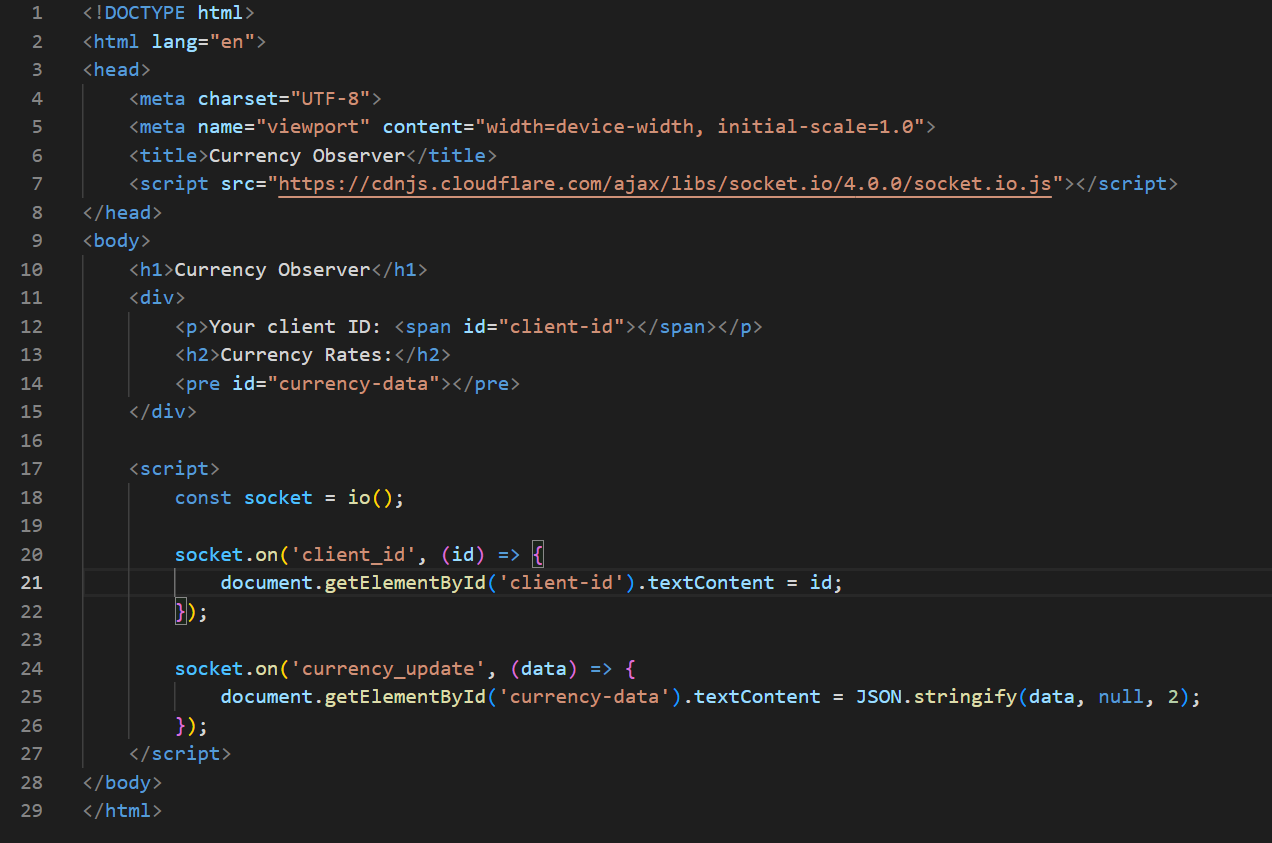 1 <!DOCTYPE html>
2 <html lang="en">
3 <head>
4     <meta charset="UTF-8">
5     <meta name="viewport" content="width=device-width, initial-scale=1.0">
6     <title>Currency Observer</title>
7     <script src="https://cdnjs.cloudflare.com/ajax/libs/socket.io/4.0.0/socket.io.js"></script>
8 </head>
9 <body>
10     <h1>Currency Observer</h1>
11     <div>
12         <p>Your client ID: <span id="client-id"></span></p>
13         <h2>Currency Rates:</h2>
14         <pre id="currency-data"></pre>
15     </div>
16
17     <script>
18         const socket = io();
19
20         socket.on('client_id', (id) => {
21             document.getElementById('client-id').textContent = id;
22         });
23
24         socket.on('currency_update', (data) => {
25             document.getElementById('currency-data').textContent = JSON.stringify(data, null, 2);
26         });
27     </script>
28 </body>
29 </html>